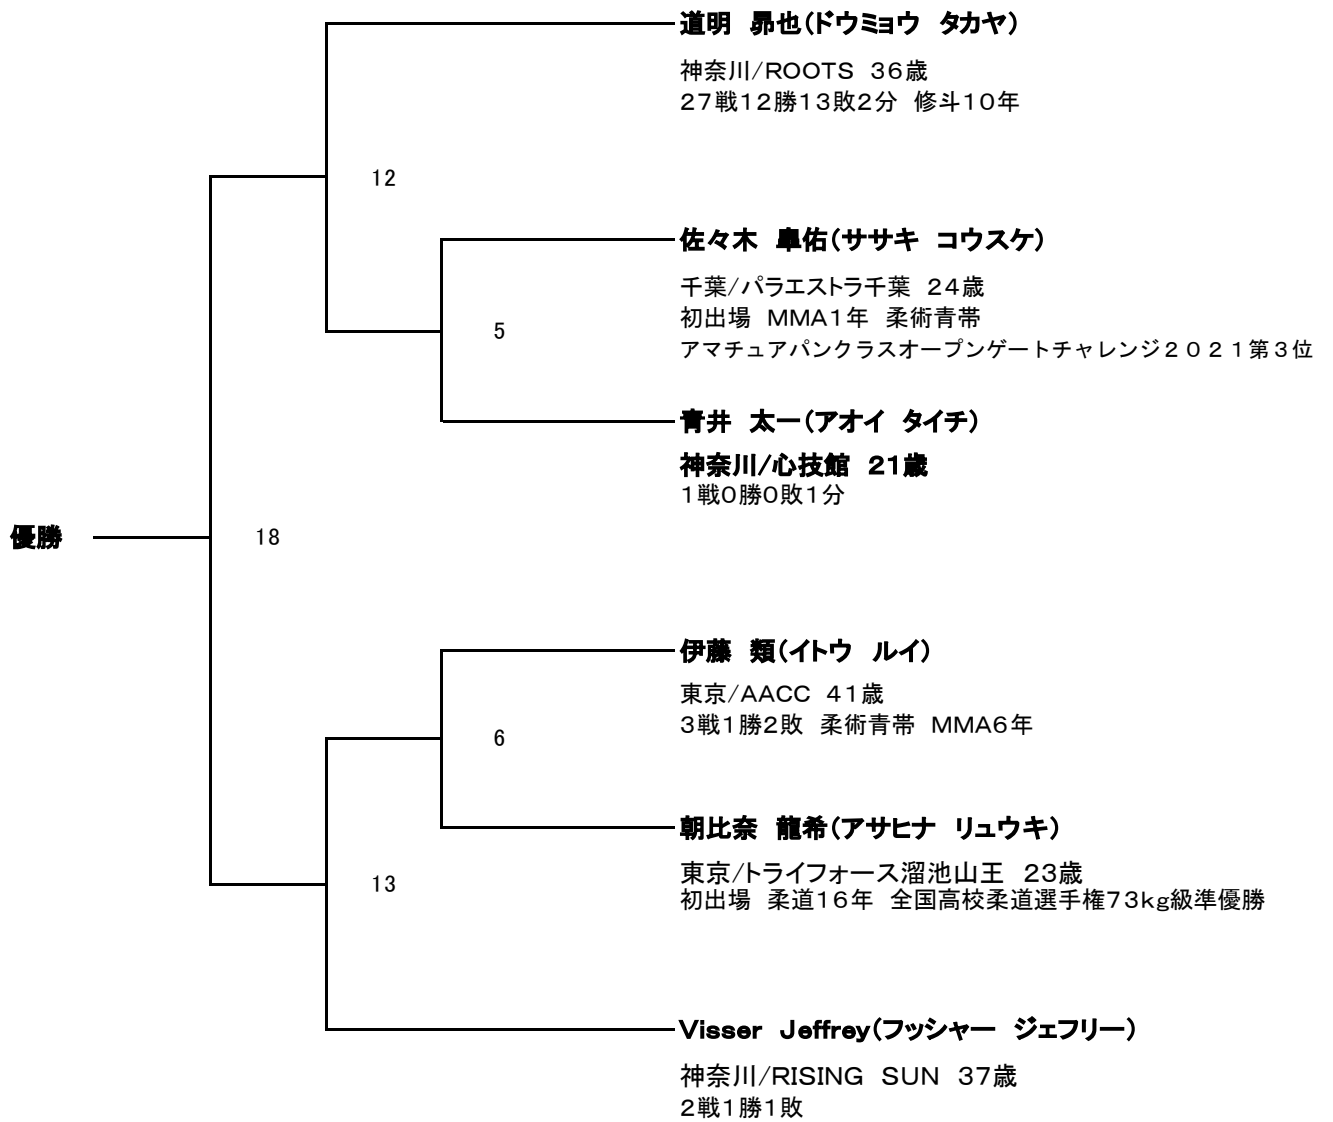 道明 昴也(ドウミョウ タカヤ)
神奈川/ROOTS 36歳
27戦12勝13敗2分 修斗10年
12
佐々木 皐佑(ササキ コウスケ)
千葉/パラエストラ千葉 24歳
初出場 MMA1年 柔術青帯
アマチュアパンクラスオープンゲートチャレンジ2021第3位
5
青井 太一(アオイ タイチ)
神奈川/心技館 21歳
1戦0勝0敗1分
優勝
18
伊藤 類(イトウ ルイ)
東京/AACC 41歳
3戦1勝2敗 柔術青帯 MMA6年
6
朝比奈 龍希(アサヒナ リュウキ)
東京/トライフォース溜池山王 23歳
初出場 柔道16年 全国高校柔道選手権73kg級準優勝
13
Visser Jeffrey(フッシャー ジェフリー)
神奈川/RISING SUN 37歳
2戦1勝1敗